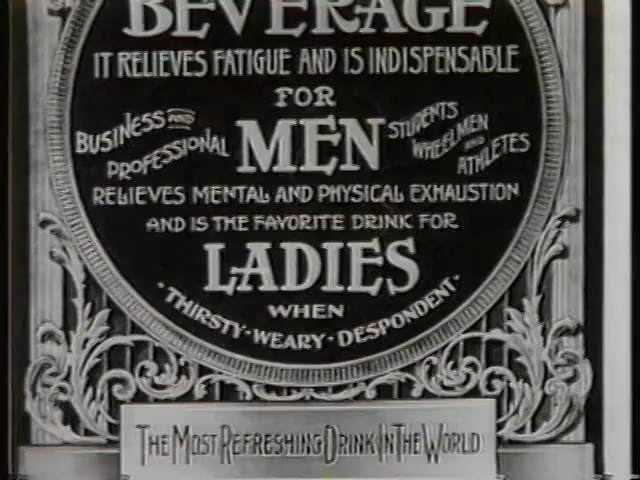 BEVERAGE
IT RELIEVES FATIGUE AND IS INDISPENSABLE
FOR
BUSINESS AND PROFESSIONAL MEN STUDENTS WHEELMEN AND ATHLETES
RELIEVES MENTAL AND PHYSICAL EXHAUSTION
AND IS THE FAVORITE DRINK FOR
LADIES
WHEN
·THIRSTY·WEARY·DESPONDENT·
THE MOST REFRESHING DRINK IN THE WORLD